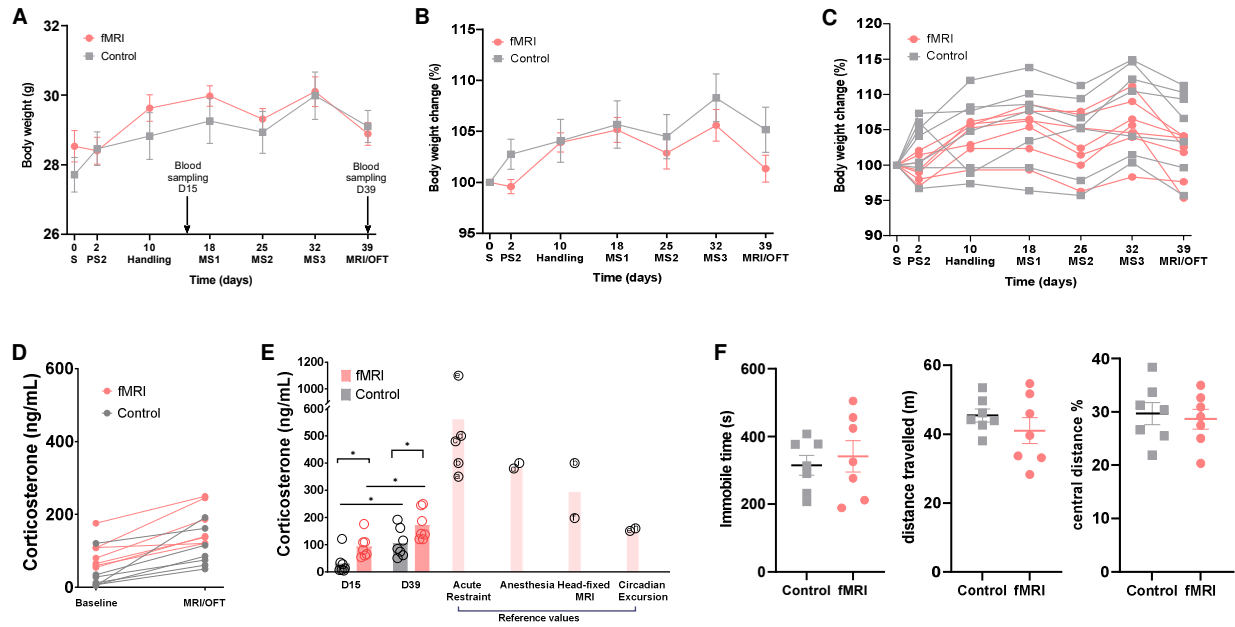 A
32
30
28
26
Body weight (g)
fMRI
Control
Blood
sampling
D15
Blood
sampling
D39
0 2 10 18 25 32 39
S PS2 Handling MS1 MS2 MS3 MRI/OFT
Time (days)
B
115
110
105
100
95
Body weight change (%)
fMRI
Control
0 2 10 18 25 32 39
S PS2 Handling MS1 MS2 MS3 MRI/OFT
Time (days)
C
120
115
110
105
100
95
90
Body weight change (%)
fMRI
Control
0 2 10 18 25 32 39
S PS2 Handling MS1 MS2 MS3 MRI/OFT
Time (days)
D
600
400
200
0
Corticosterone (ng/mL)
fMRI
Control
Baseline MRI/OFT
E
1200
1000
800
600
600
500
400
300
200
100
0
Corticosterone (ng/mL)
fMRI
Control
* *
*
*
D15 D39 Acute Anesthesia Head-fixed Circadian
Restraint MRI Excursion
Reference values
F
600
400
200
0
Immobile time (s)
Control fMRI
60
40
20
0
distance travelled (m)
Control fMRI
40
30
20
10
0
central distance %
Control fMRI